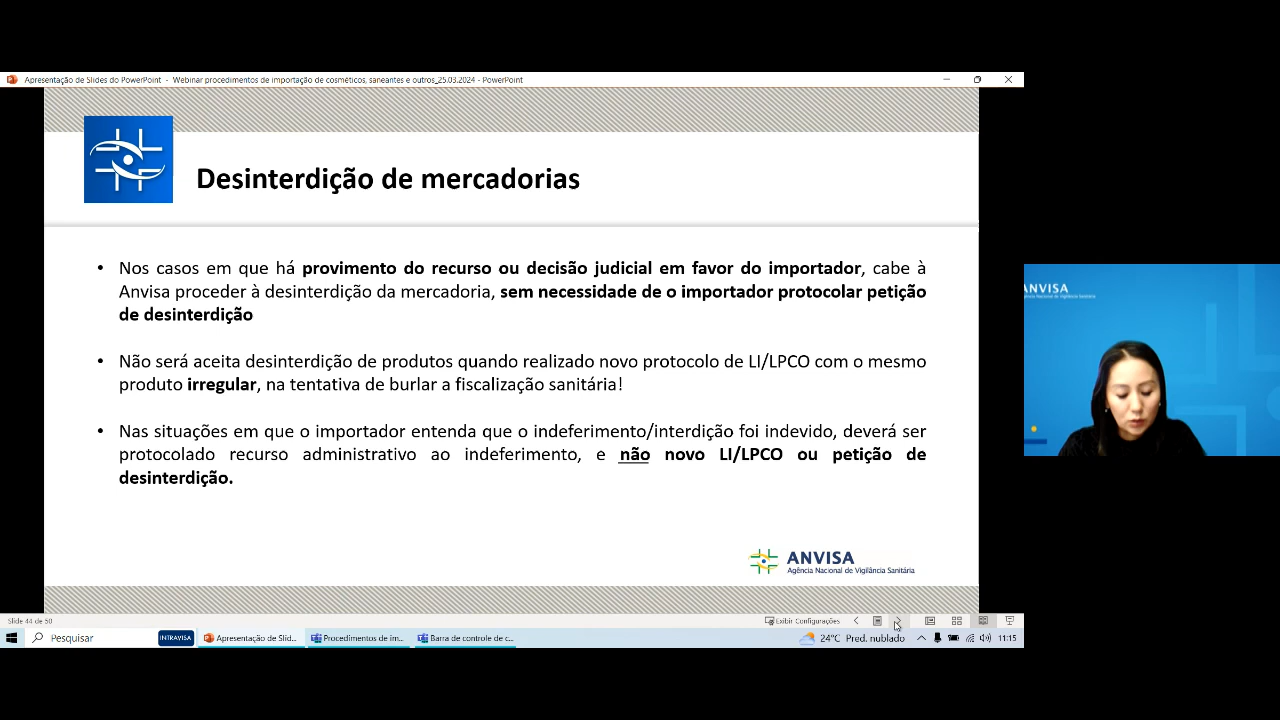 Apresentação de Slides do PowerPoint - Webinar procedimentos de importação de cosméticos, saneantes e outros_25.03.2024 - PowerPoint
Desinterdição de mercadorias
• Nos casos em que há provimento do recurso ou decisão judicial em favor do importador, cabe à
Anvisa proceder à desinterdição da mercadoria, sem necessidade de o importador protocolar petição
de desinterdição
• Não será aceita desinterdição de produtos quando realizado novo protocolo de LI/LPCO com o mesmo
produto irregular, na tentativa de burlar a fiscalização sanitária!
• Nas situações em que o importador entenda que o indeferimento/interdição foi indevido, deverá ser
protocolado recurso administrativo ao indeferimento, e não novo LI/LPCO ou petição de
desinterdição.
ANVISA
Agência Nacional de Vigilância Sanitária
ANVISA
Agência Nacional de Vigilância Sanitária
Slide 44 de 50
Exibir Configurações
Pesquisar
INTRAVISA
Apresentação de Slid...
Procedimentos de im...
Barra de controle de c...
24°C Pred. nublado
11:15